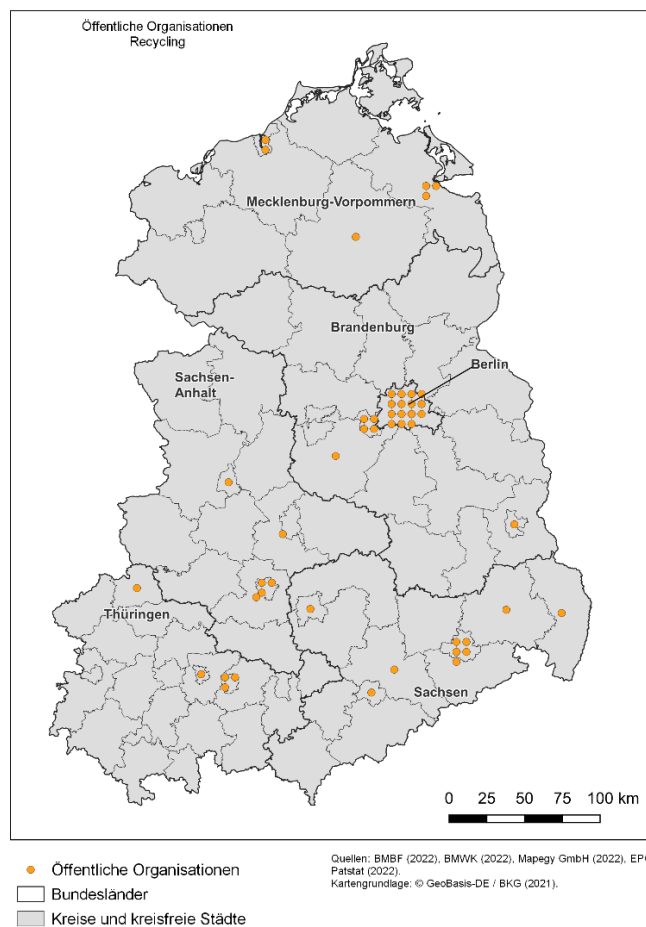 Öffentliche Organisationen
Recycling
Mecklenburg-Vorpommern
Brandenburg
Berlin
Sachsen-
Anhalt
Thüringen
Sachsen
0 25 50 75 100 km
Öffentliche Organisationen
Bundesländer
Kreise und kreisfreie Städte
Quellen: BMBF (2022), BMWK (2022), Mapegy GmbH (2022),
Patstat (2022).
Kartengrundlage: © GeoBasis-DE / BKG (2021).